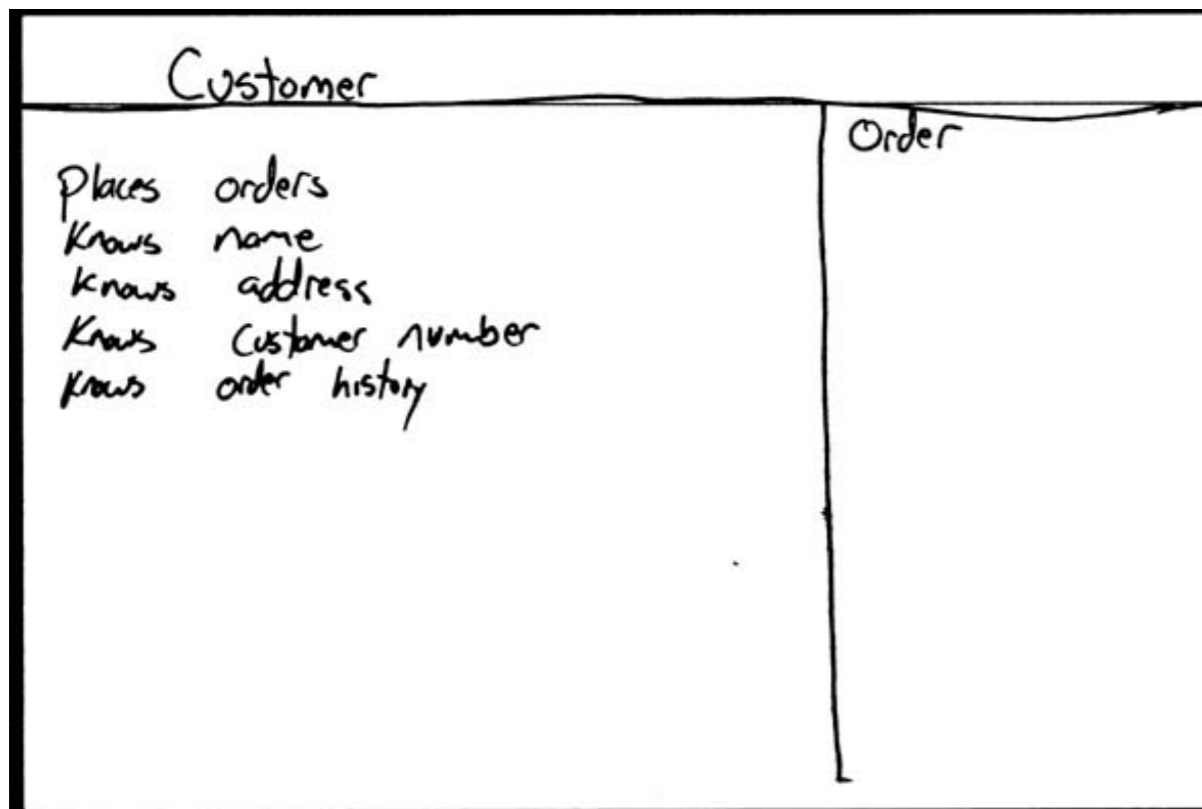 Customer
Order
Places orders
Knows name
Knows address
Knows Customer number
Knows order history